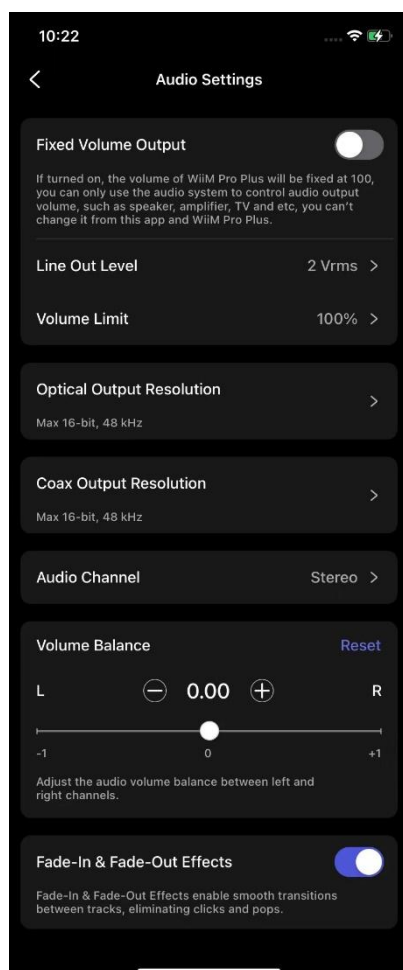 10:22
Audio Settings
Fixed Volume Output
If turned on, the volume of WiiM Pro Plus will be fixed at 100,
you can only use the audio system to control audio output
volume, such as speaker, amplifier, TV and etc, you can't
change it from this app and WiiM Pro Plus.
Line Out Level 2 Vrms >
Volume Limit 100% >
Optical Output Resolution >
Max 16-bit, 48 kHz
Coax Output Resolution >
Max 16-bit, 48 kHz
Audio Channel Stereo >
Volume Balance Reset
L 0.00 R
-1 0 +1
Adjust the audio volume balance between left and
right channels.
Fade-In & Fade-Out Effects
Fade-In & Fade-Out Effects enable smooth transitions
between tracks, eliminating clicks and pops.